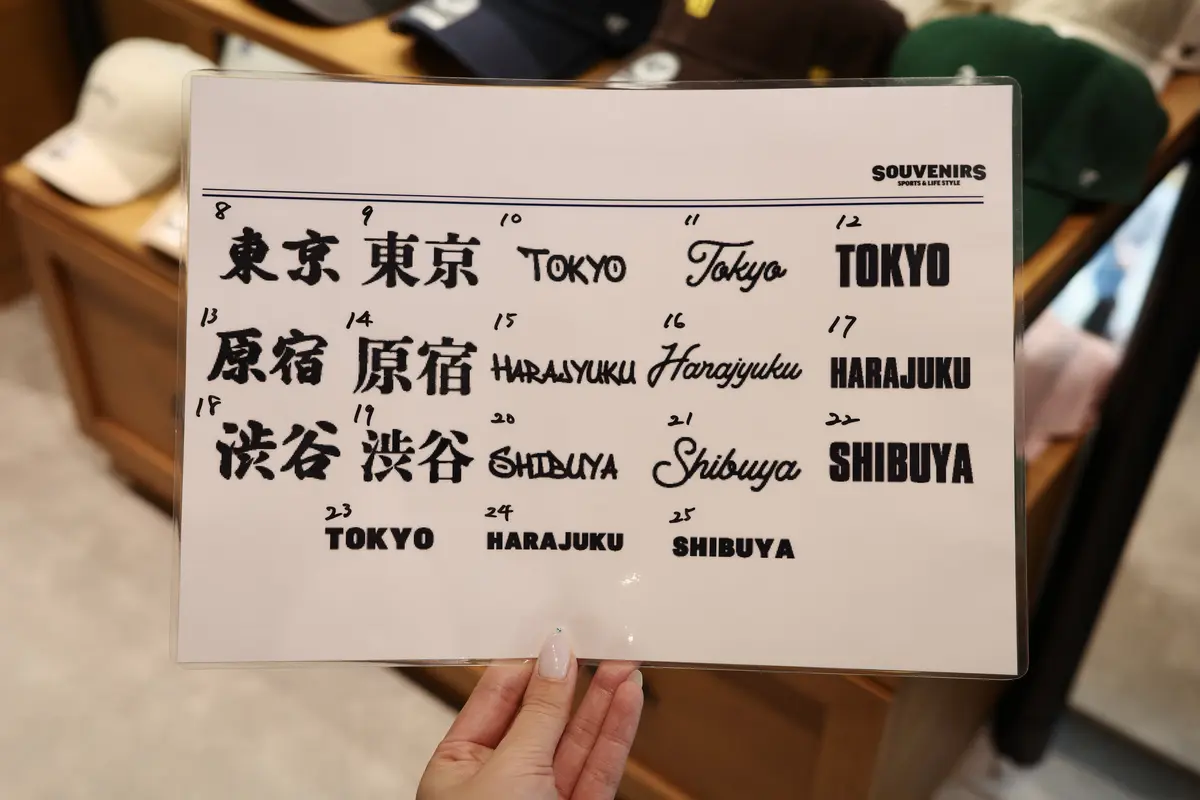 SOUVENIRS
SPORTS & LIFE STYLE
8 9 10 11 12
東京 東京 TOKYO Tokyo TOKYO
13 14 15 16 17
原宿 原宿 HARAJYUKU Harajyuku HARAJUKU
18 19 20 21 22
渋谷 渋谷 SHIBUYA Shibuya SHIBUYA
23 24 25
TOKYO HARAJUKU SHIBUYA